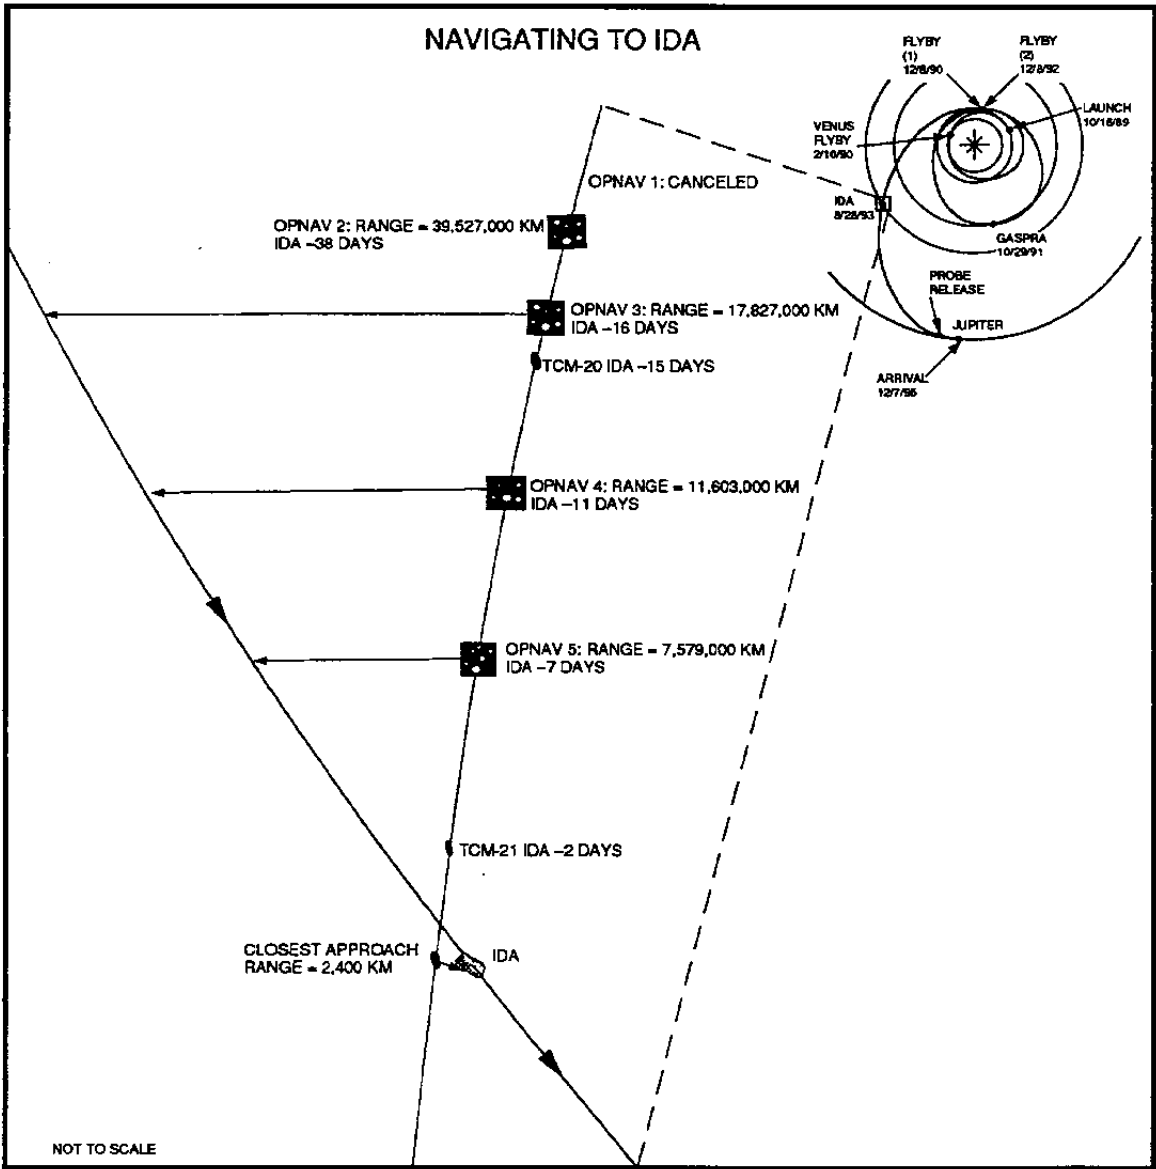 NAVIGATING TO IDA
FLYBY
(1)
12/8/90
FLYBY
(2)
12/8/92
LAUNCH
10/18/89
VENUS
FLYBY
2/10/90
IDA
8/28/93
GASPRA
10/29/91
PROBE
RELEASE
JUPITER
ARRIVAL
12/7/95
OPNAV 1: CANCELED
OPNAV 2: RANGE = 39,527,000 KM
IDA –38 DAYS
OPNAV 3: RANGE = 17,827,000 KM
IDA –16 DAYS
TCM-20 IDA –15 DAYS
OPNAV 4: RANGE = 11,603,000 KM
IDA –11 DAYS
OPNAV 5: RANGE = 7,579,000 KM
IDA –7 DAYS
TCM-21 IDA –2 DAYS
CLOSEST APPROACH
RANGE = 2,400 KM
IDA
NOT TO SCALE